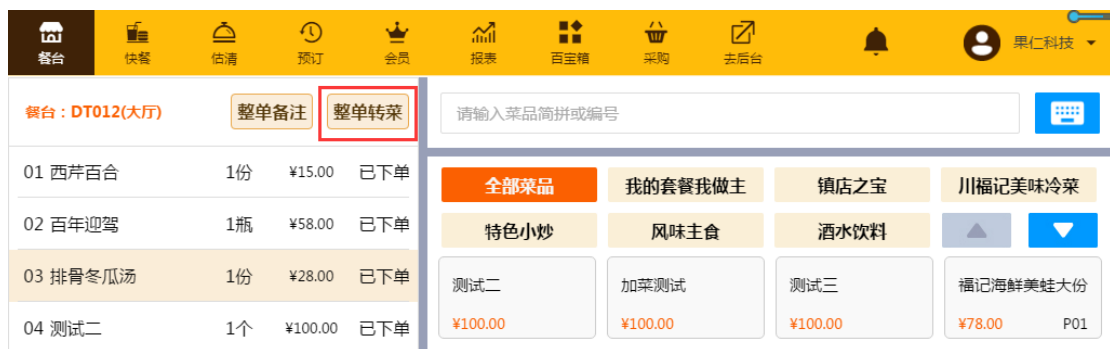 餐台 快餐 估清 预订 会员 报表 百宝箱 采购 去后台 果仁科技
餐台：DT012(大厅) 整单备注 整单转菜
请输入菜品简拼或编号
01 西芹百合 1份 ¥15.00 已下单
02 百年迎驾 1瓶 ¥58.00 已下单
03 排骨冬瓜汤 1份 ¥28.00 已下单
04 测试二 1个 ¥100.00 已下单
全部菜品 我的套餐我做主 镇店之宝 川福记美味冷菜
特色小炒 风味主食 酒水饮料
测试二 加菜测试 测试三 福记海鲜美蛙大份
¥100.00 ¥100.00 ¥100.00 ¥78.00 P01